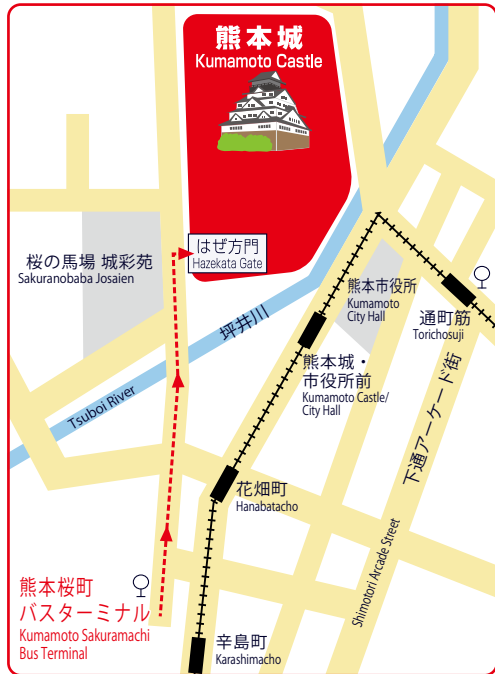 熊本城
Kumamoto Castle
はぜ方門
Hazekata Gate
桜の馬場 城彩苑
Sakuranobaba Josaien
坪井川
Tsuboi River
熊本市役所
Kumamoto
City Hall
通町筋
Torichosuji
熊本城・
市役所前
Kumamoto Castle/
City Hall
下通アーケード街
Shimotori Arcade Street
花畑町
Hanabatacho
熊本桜町
バスターミナル
Kumamoto Sakuramachi
Bus Terminal
辛島町
Karashimacho